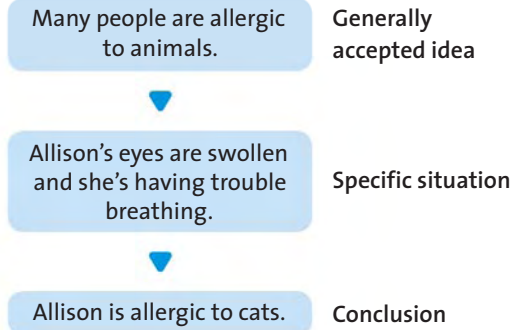 Many people are allergic
to animals.
Generally
accepted idea
Allison’s eyes are swollen
and she’s having trouble
breathing.
Specific situation
Allison is allergic to cats.
Conclusion